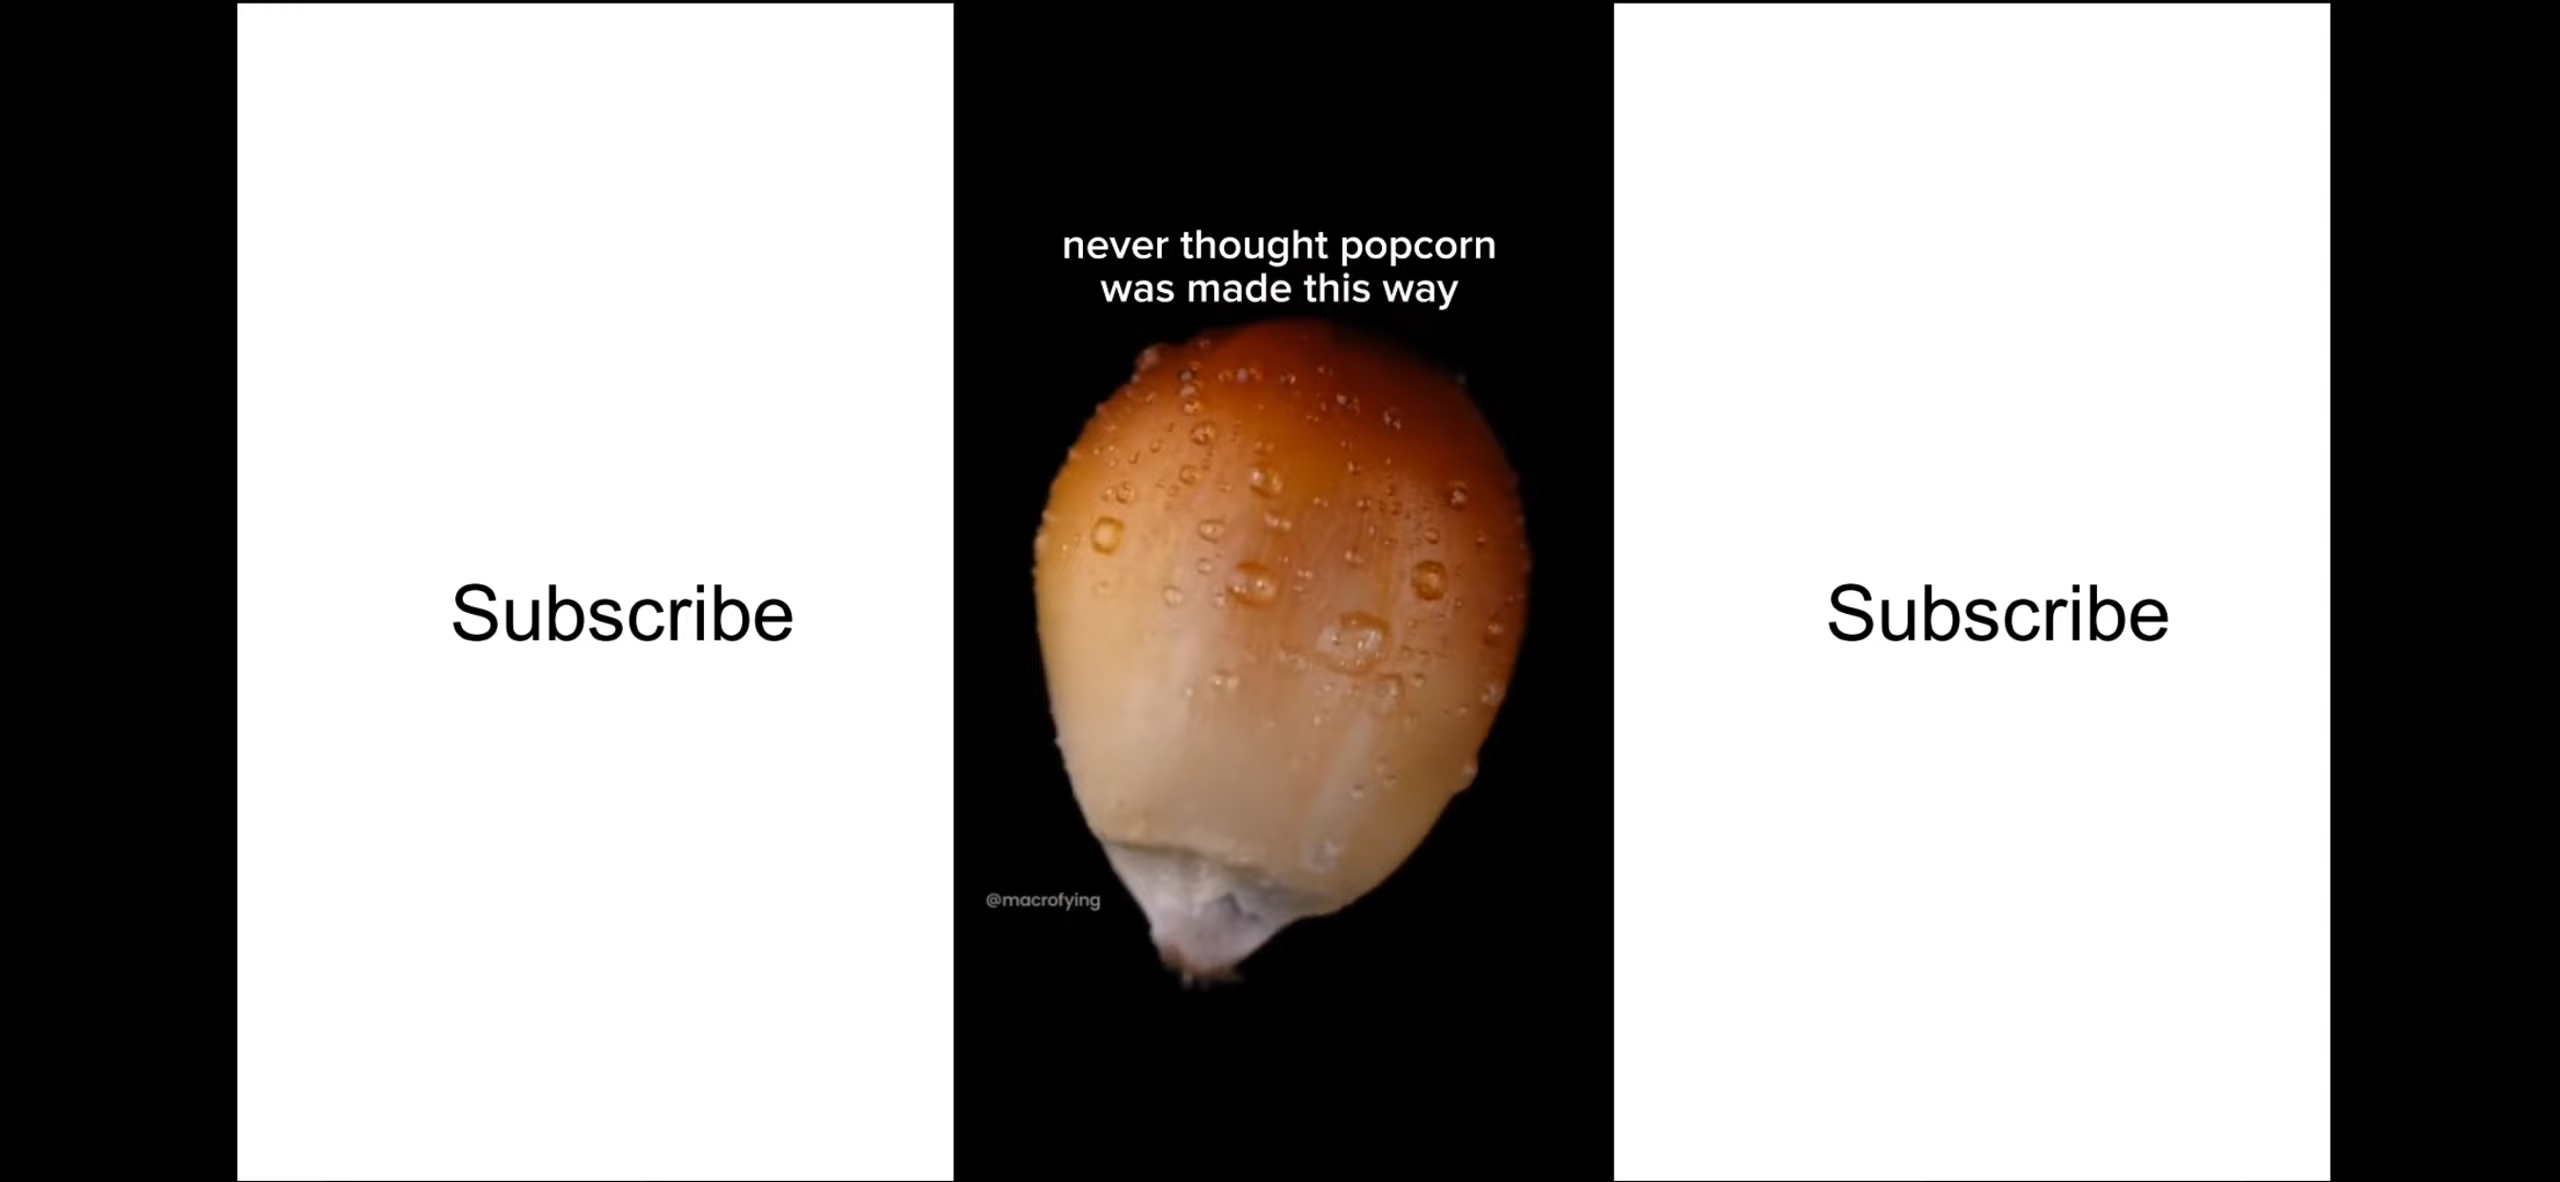 never thought popcorn
was made this way
Subscribe
Subscribe
@macrofying